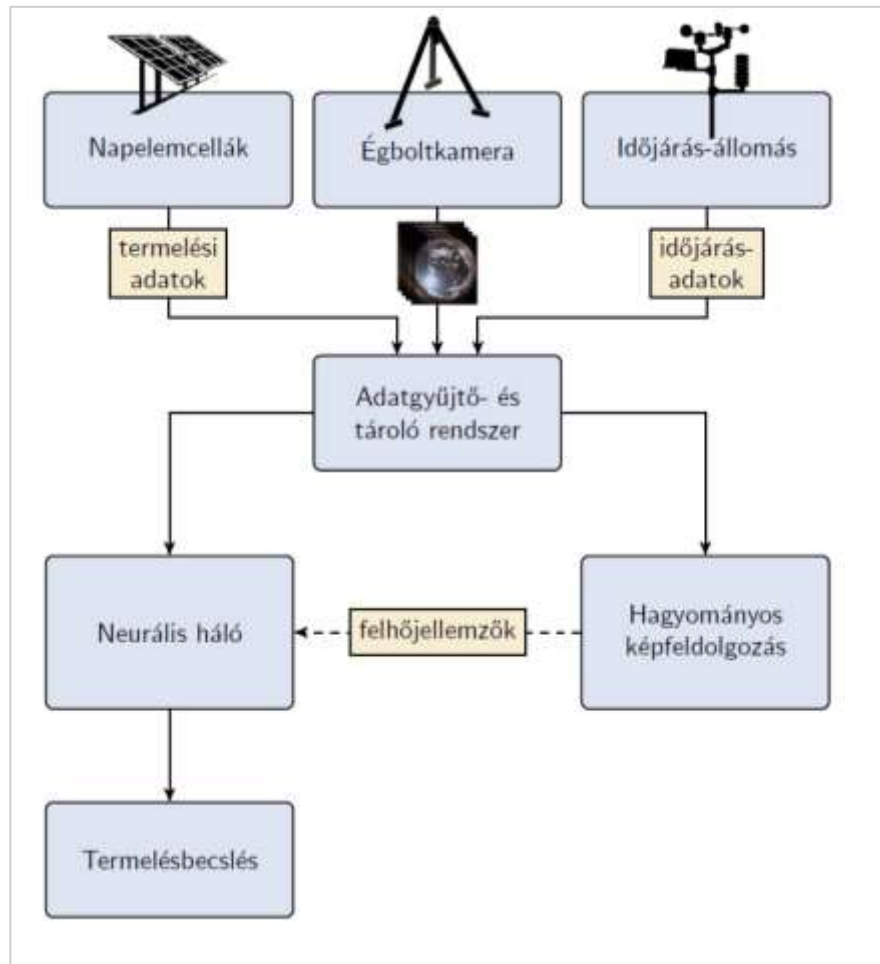 Napelemcellák
Égboltkamera
Időjárás-állomás
termelési
adatok
időjárás-
adatok
Adatgyűjtő- és
tároló rendszer
Neurális háló
felhőjellemzők
Hagyományos
képfeldolgozás
Termelésbecslés